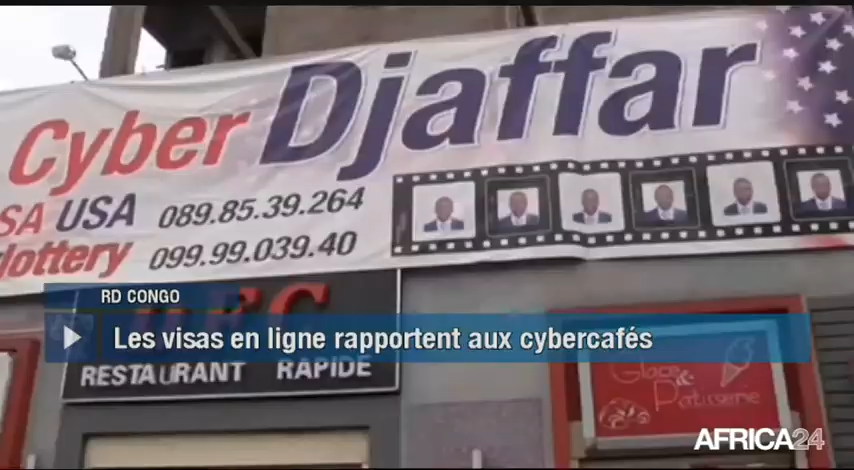 Cyber Djaffar
SA USA 089.85.39.264
lottery 099.99.039.40
RD CONGO
Les visas en ligne rapportent aux cybercafés
RESTAURANT RAPIDE
Glace &
Patisserie
AFRICA24